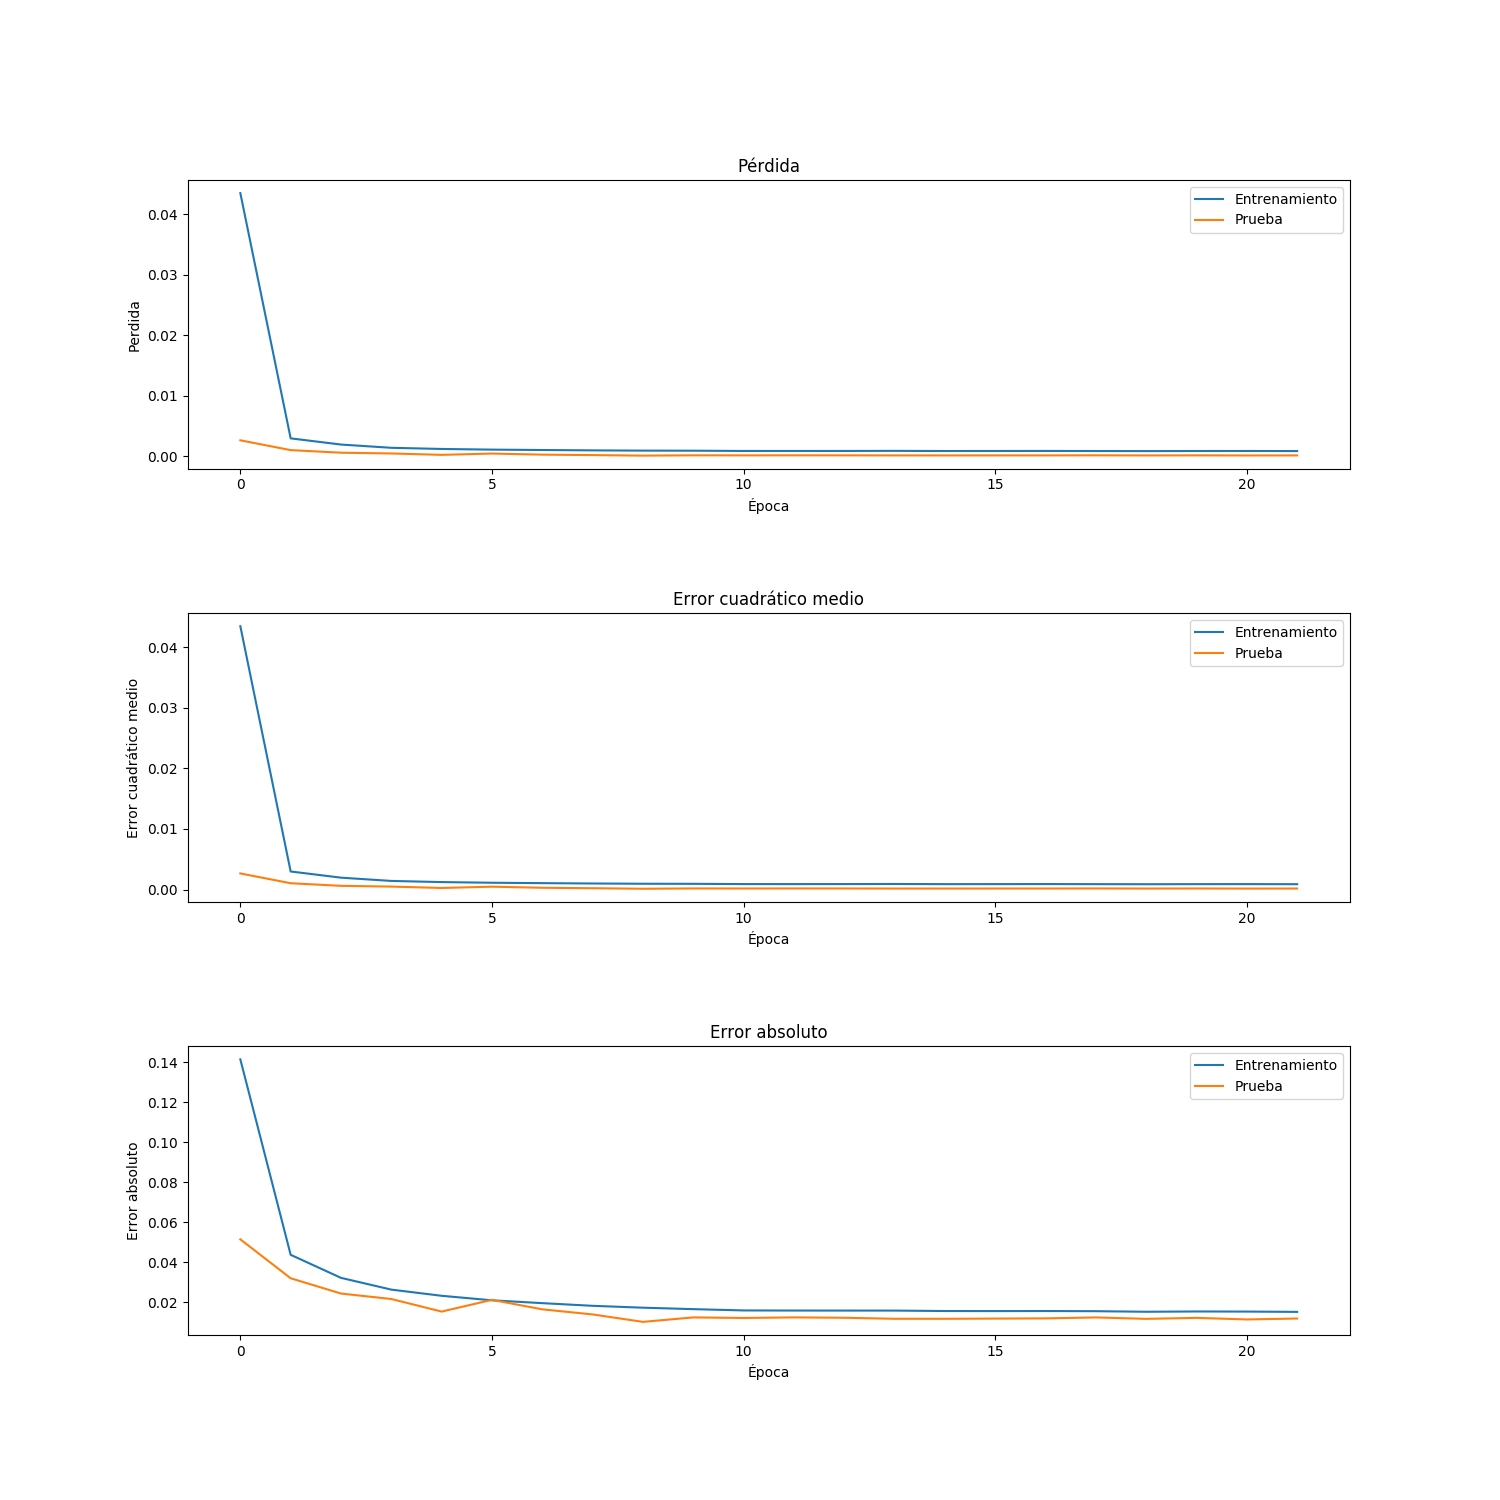 Pérdida
Entrenamiento
Prueba
0.04
0.03
0.02
0.01
0.00
Perdida
0 5 10 15 20
Época
Error cuadrático medio
Entrenamiento
Prueba
0.04
0.03
0.02
0.01
0.00
Error cuadrático medio
0 5 10 15 20
Época
Error absoluto
Entrenamiento
Prueba
0.14
0.12
0.10
0.08
0.06
0.04
0.02
Error absoluto
0 5 10 15 20
Época